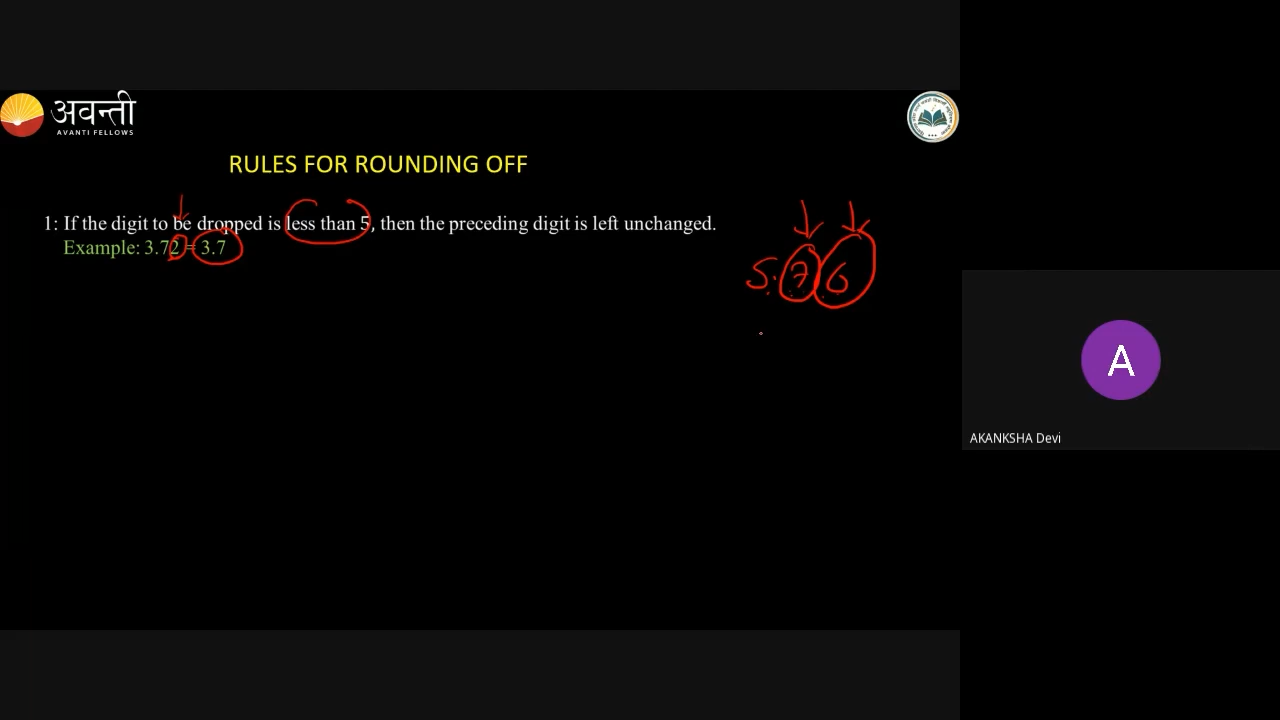 अवन्ती
AVANTI FELLOWS
RULES FOR ROUNDING OFF
1: If the digit to be dropped is less than 5, then the preceding digit is left unchanged.
Example: 3.72 = 3.7
5.76
A
AKANKSHA Devi